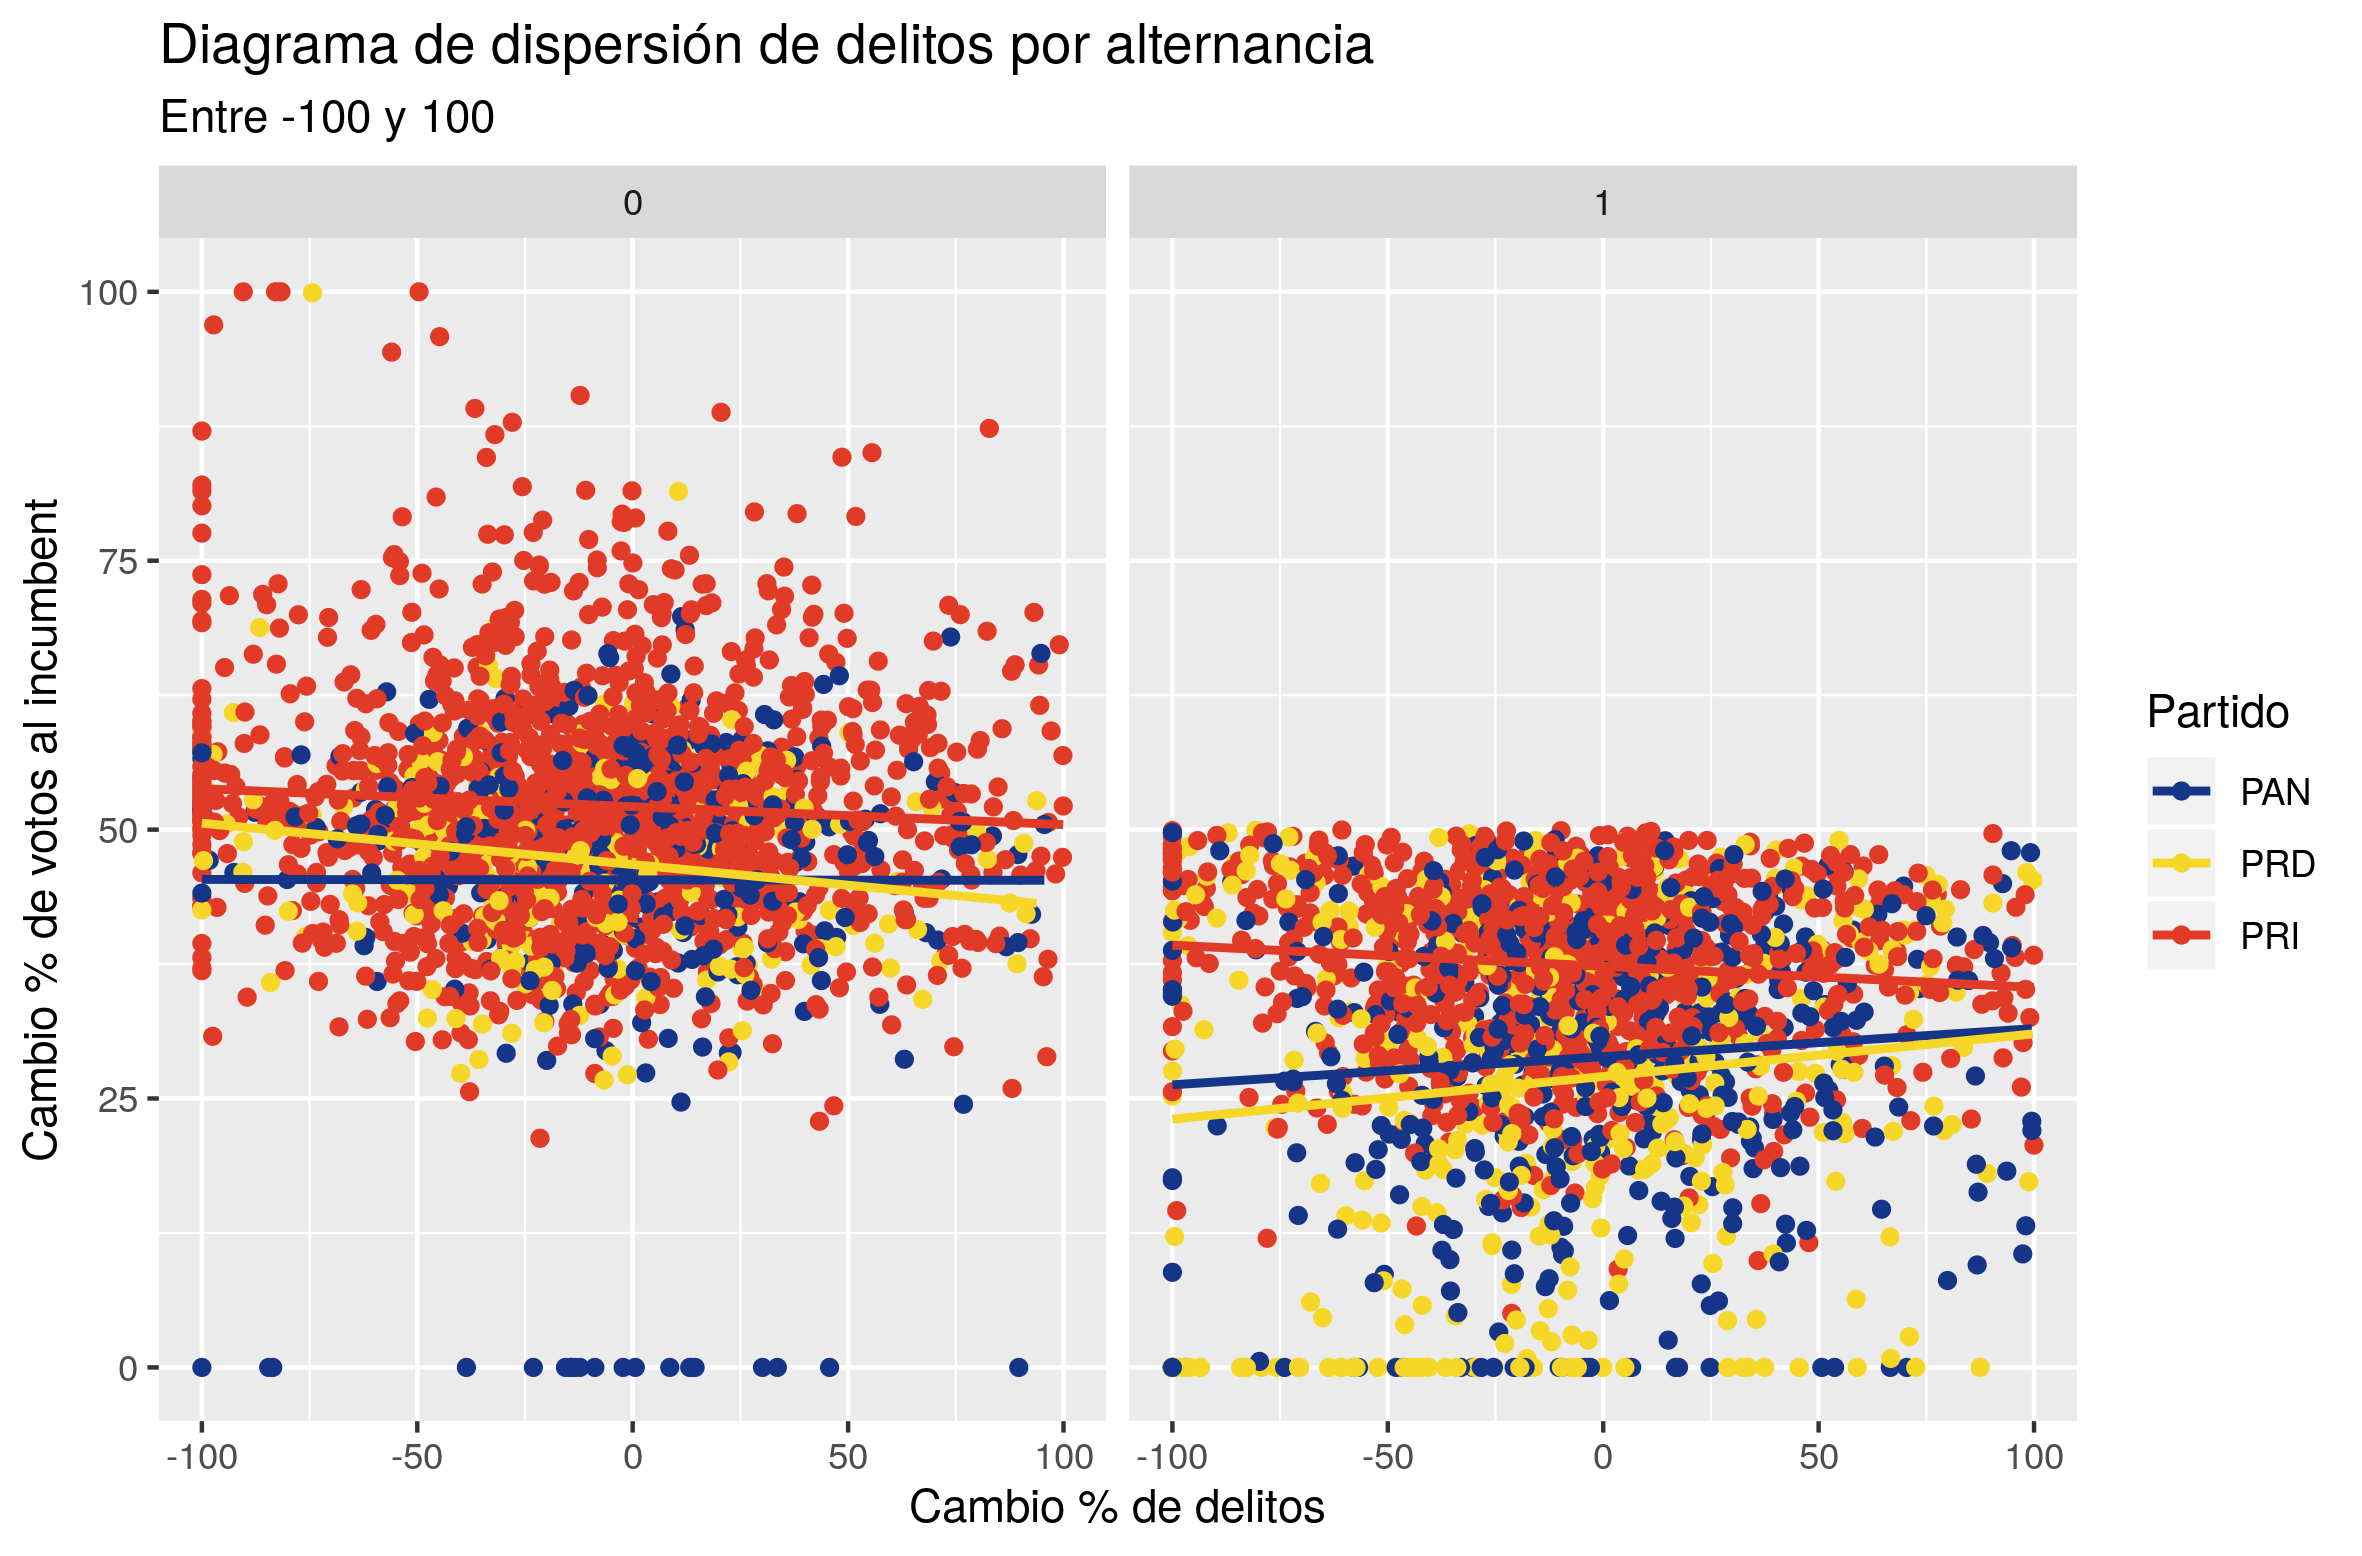 Diagrama de dispersión de delitos por alternancia
Entre -100 y 100
0
1
100
75
50
25
0
Cambio % de votos al incumbent
-100 -50 0 50 100
-100 -50 0 50 100
Cambio % de delitos
Partido
PAN
PRD
PRI